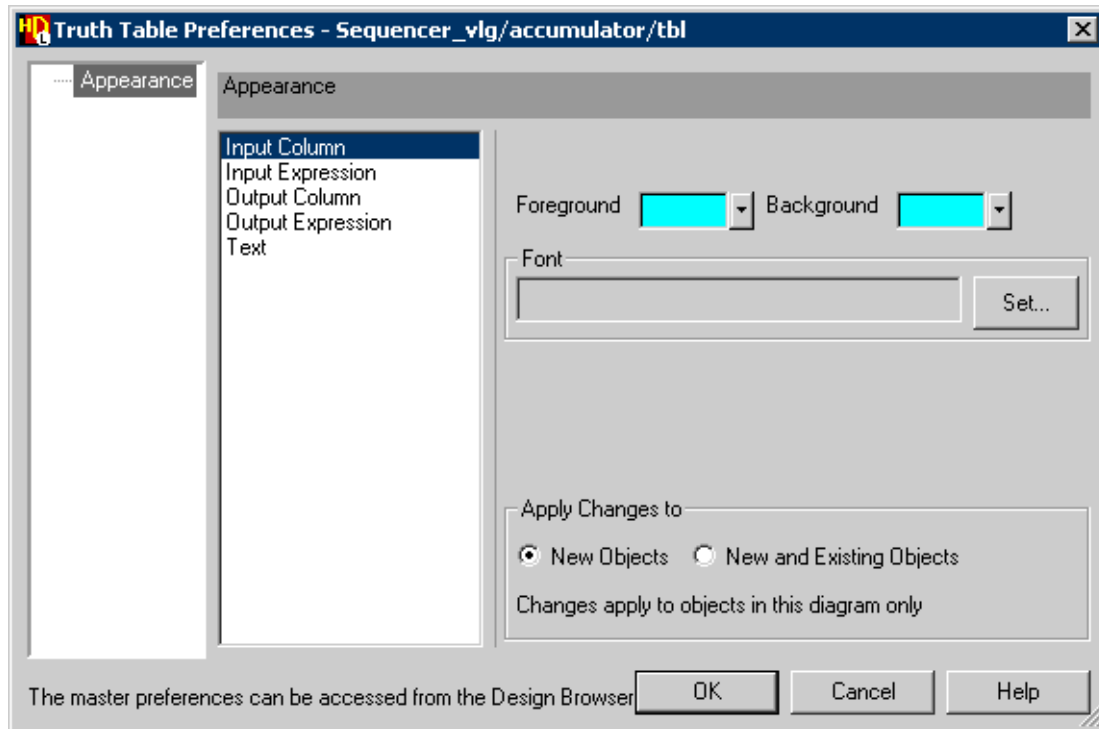 HDL Truth Table Preferences - Sequencer_vlg/accumulator/tbl
Appearance
Appearance
Input Column
Input Expression
Output Column
Output Expression
Text
Foreground Background
Font
Set...
Apply Changes to
New Objects New and Existing Objects
Changes apply to objects in this diagram only
The master preferences can be accessed from the Design Browser OK Cancel Help